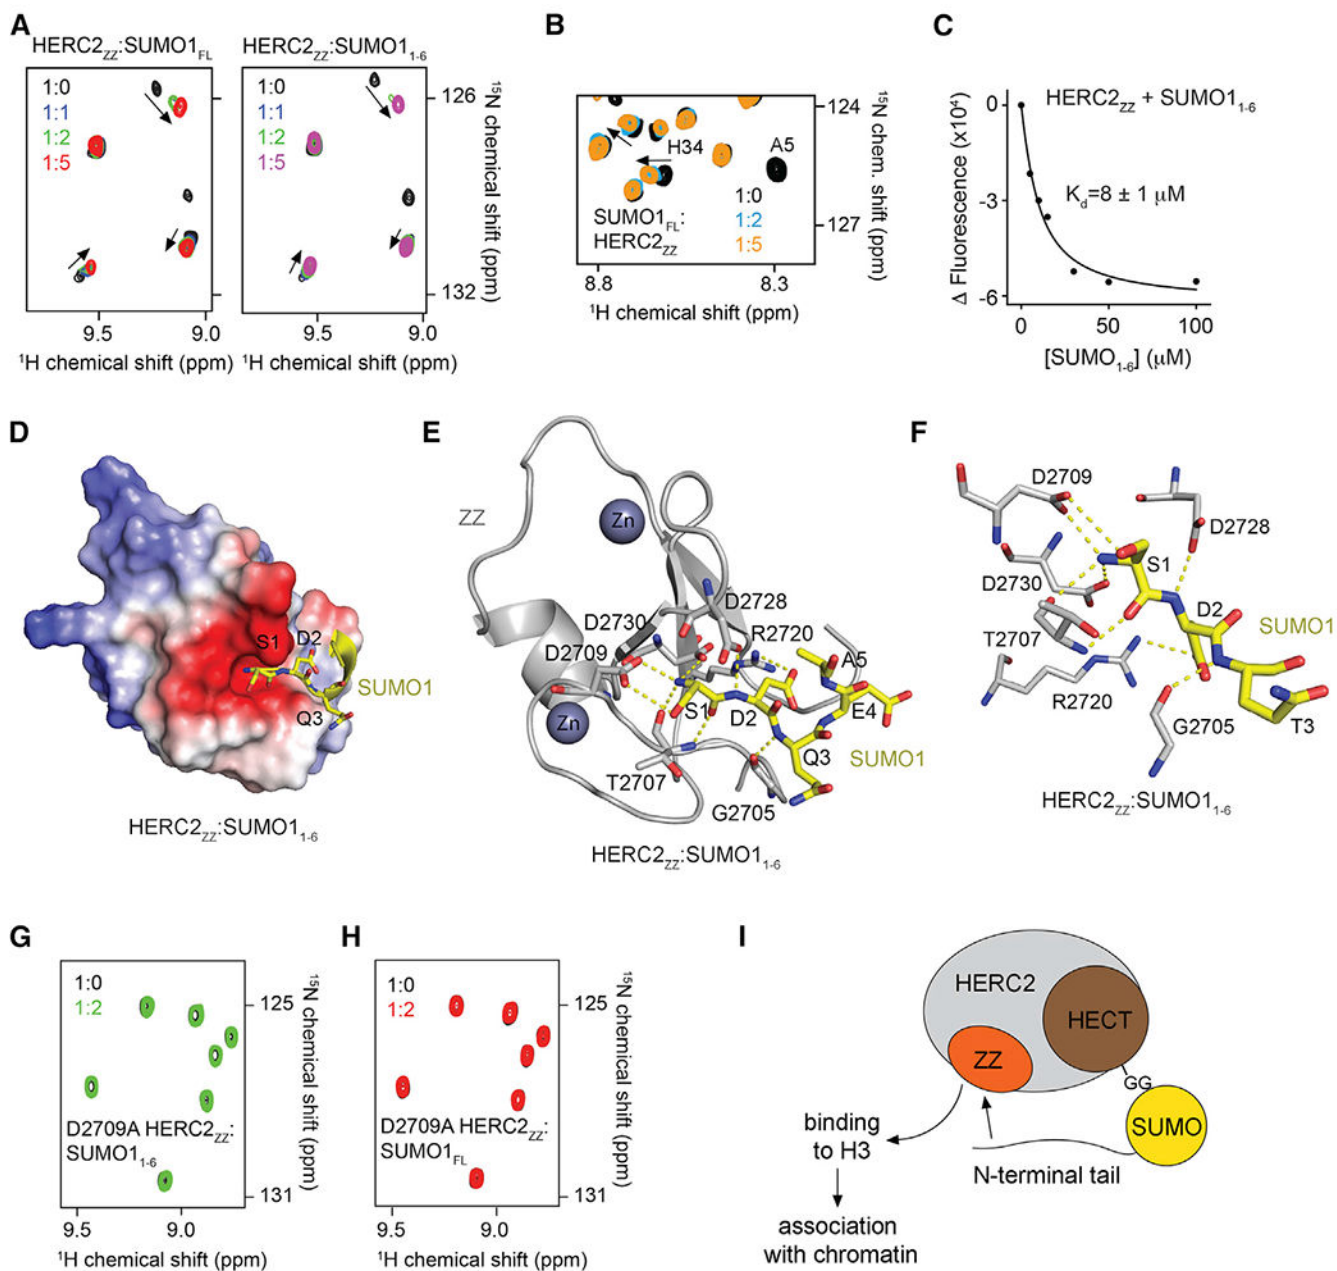 A
HERC2ZZ:SUMO1FL
1:0
1:1
1:2
1:5
9.5
9.0
¹H chemical shift (ppm)
HERC2ZZ:SUMO11-6
1:0
1:1
1:2
1:5
126
132
¹⁵N chemical shift (ppm)
9.5
9.0
¹H chemical shift (ppm)
B
H34
A5
1:0
1:2
1:5
SUMO1FL:
HERC2ZZ
124
127
¹⁵N chem. shift (ppm)
8.8
8.3
¹H chemical shift (ppm)
C
HERC2ZZ + SUMO11-6
Kd=8 ± 1 μM
Δ Fluorescence (x10⁴)
0
-3
-6
0
50
100
[SUMO1-6] (μM)
D
S1
D2
Q3
SUMO1
HERC2ZZ:SUMO11-6
E
ZZ
Zn
Zn
D2728
D2730
R2720
D2709
A5
S1
D2
E4
Q3
SUMO1
T2707
G2705
HERC2ZZ:SUMO11-6
F
D2709
D2728
S1
D2730
D2
SUMO1
T2707
R2720
G2705
T3
HERC2ZZ:SUMO11-6
G
1:0
1:2
D2709A HERC2ZZ:
SUMO11-6
125
131
¹⁵N chemical shift (ppm)
9.5
9.0
¹H chemical shift (ppm)
H
1:0
1:2
D2709A HERC2ZZ:
SUMO1FL
125
131
¹⁵N chemical shift (ppm)
9.5
9.0
¹H chemical shift (ppm)
I
HERC2
HECT
ZZ
GG
SUMO
N-terminal tail
binding
to H3
association
with chromatin